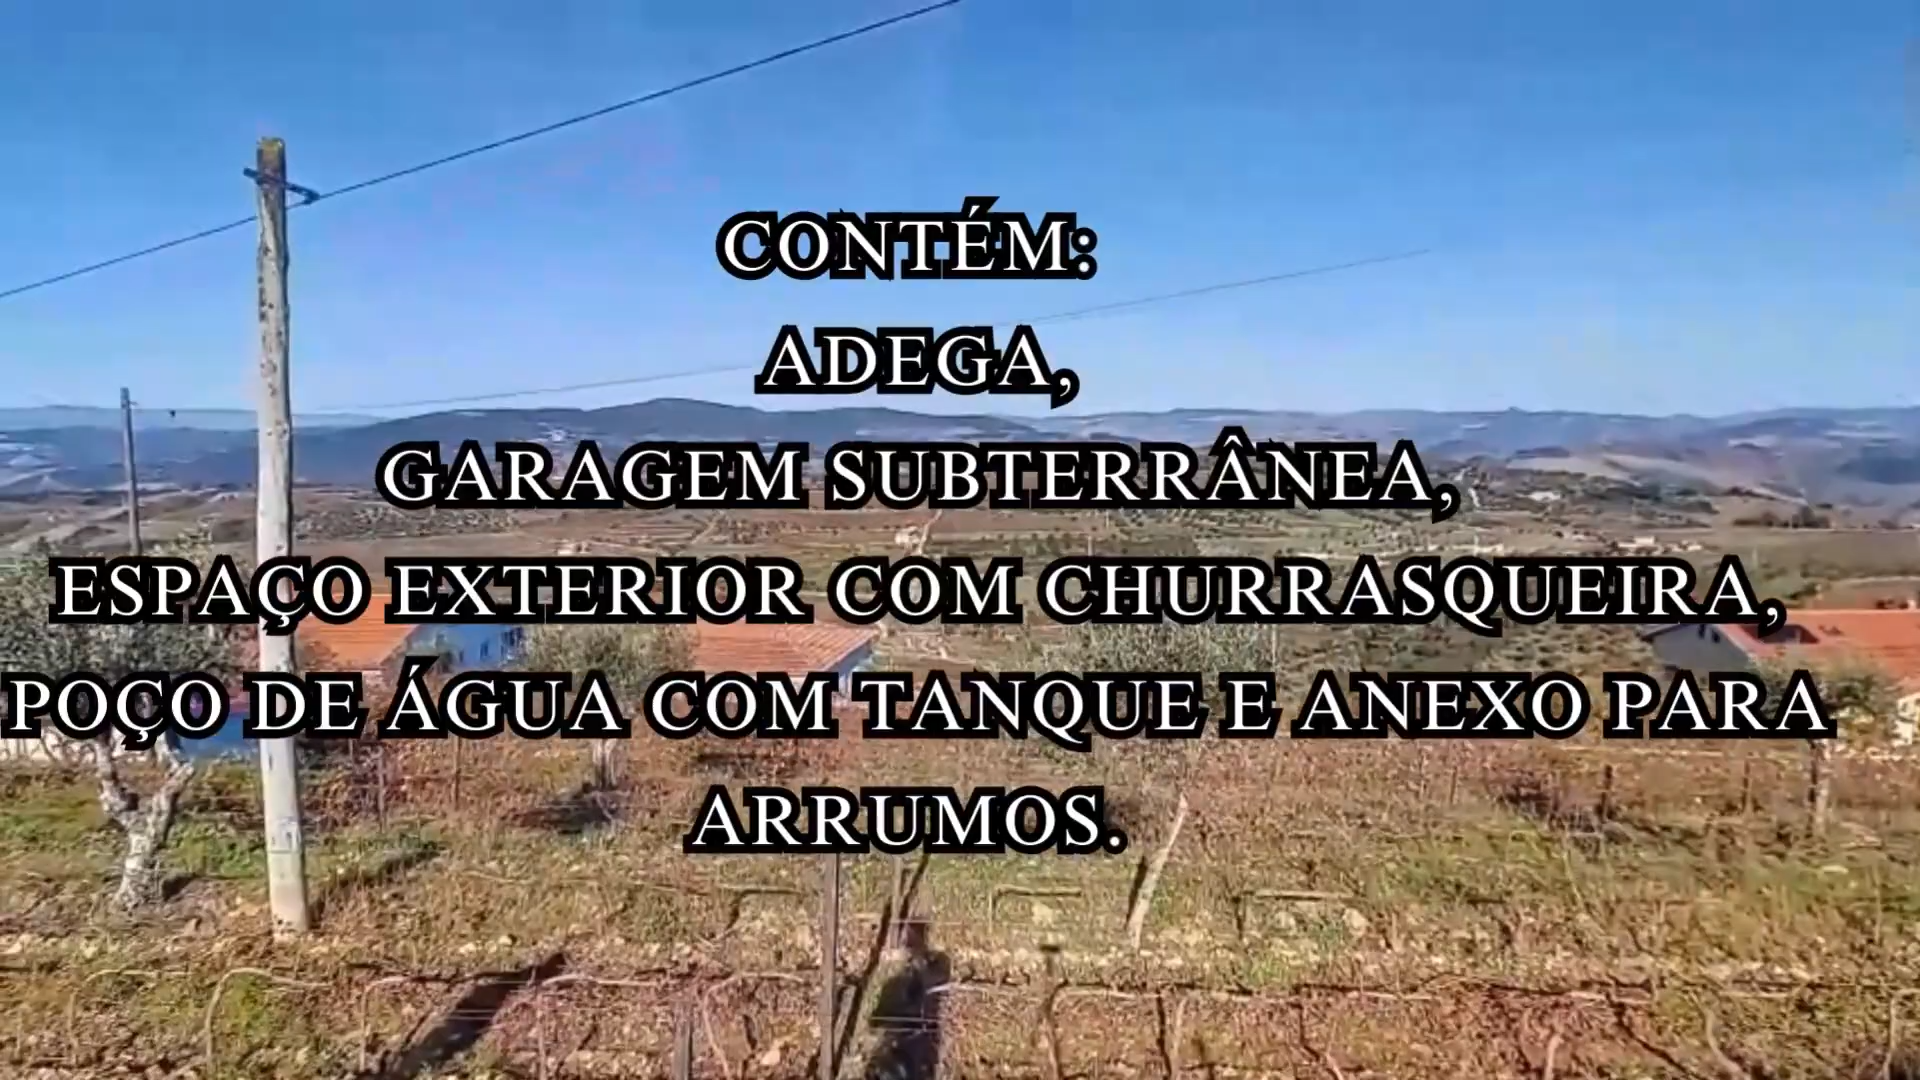 CONTÉM:
ADEGA,
GARAGEM SUBTERRÂNEA,
ESPAÇO EXTERIOR COM CHURRASQUEIRA,
POÇO DE ÁGUA COM TANQUE E ANEXO PARA
ARRUMOS.